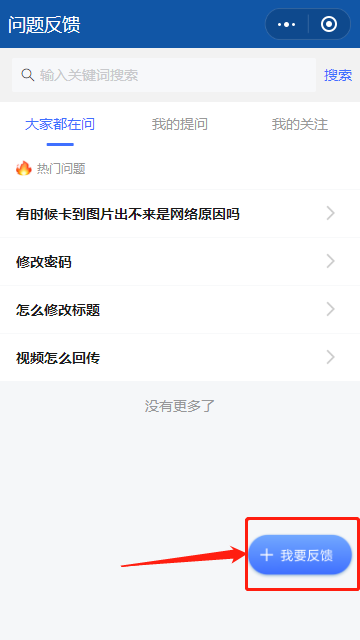 问题反馈
输入关键词搜索 搜索
大家都在问 我的提问 我的关注
热门问题
有时候卡到图片出不来是网络原因吗
修改密码
怎么修改标题
视频怎么回传
没有更多了
我要反馈